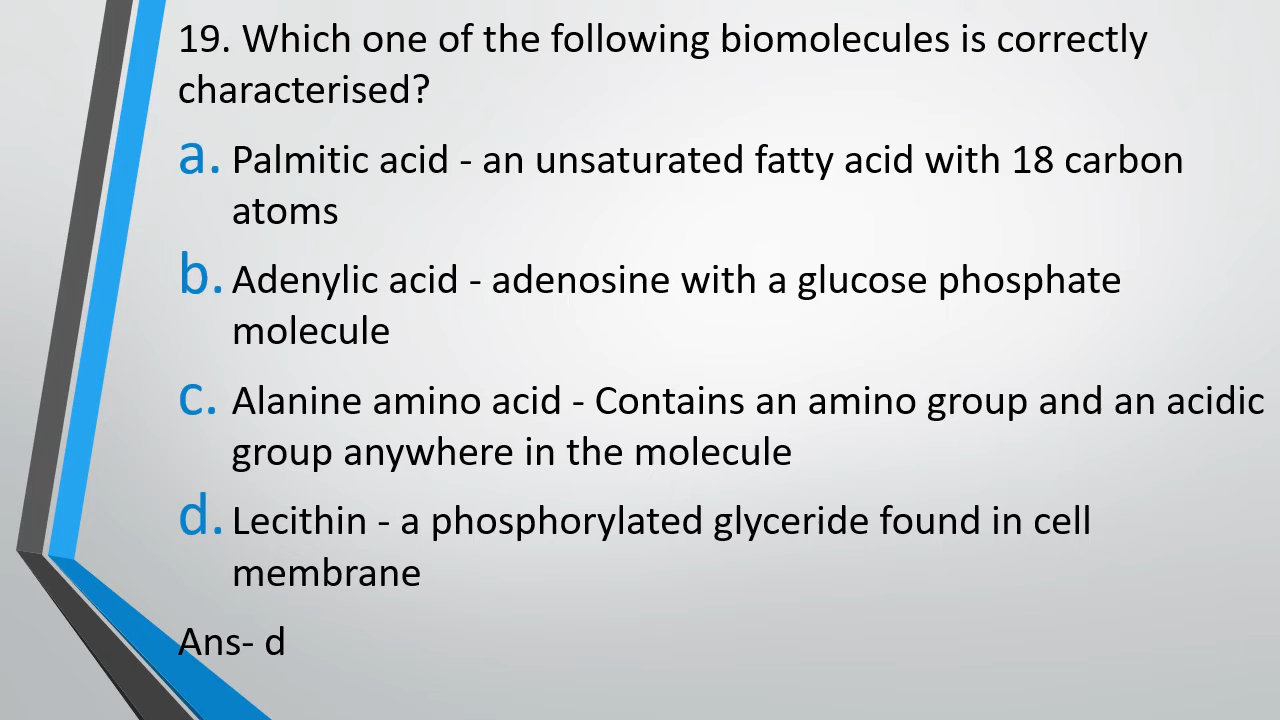 19. Which one of the following biomolecules is correctly
characterised?
a. Palmitic acid - an unsaturated fatty acid with 18 carbon
atoms
b. Adenylic acid - adenosine with a glucose phosphate
molecule
c. Alanine amino acid - Contains an amino group and an acidic
group anywhere in the molecule
d. Lecithin - a phosphorylated glyceride found in cell
membrane
Ans- d